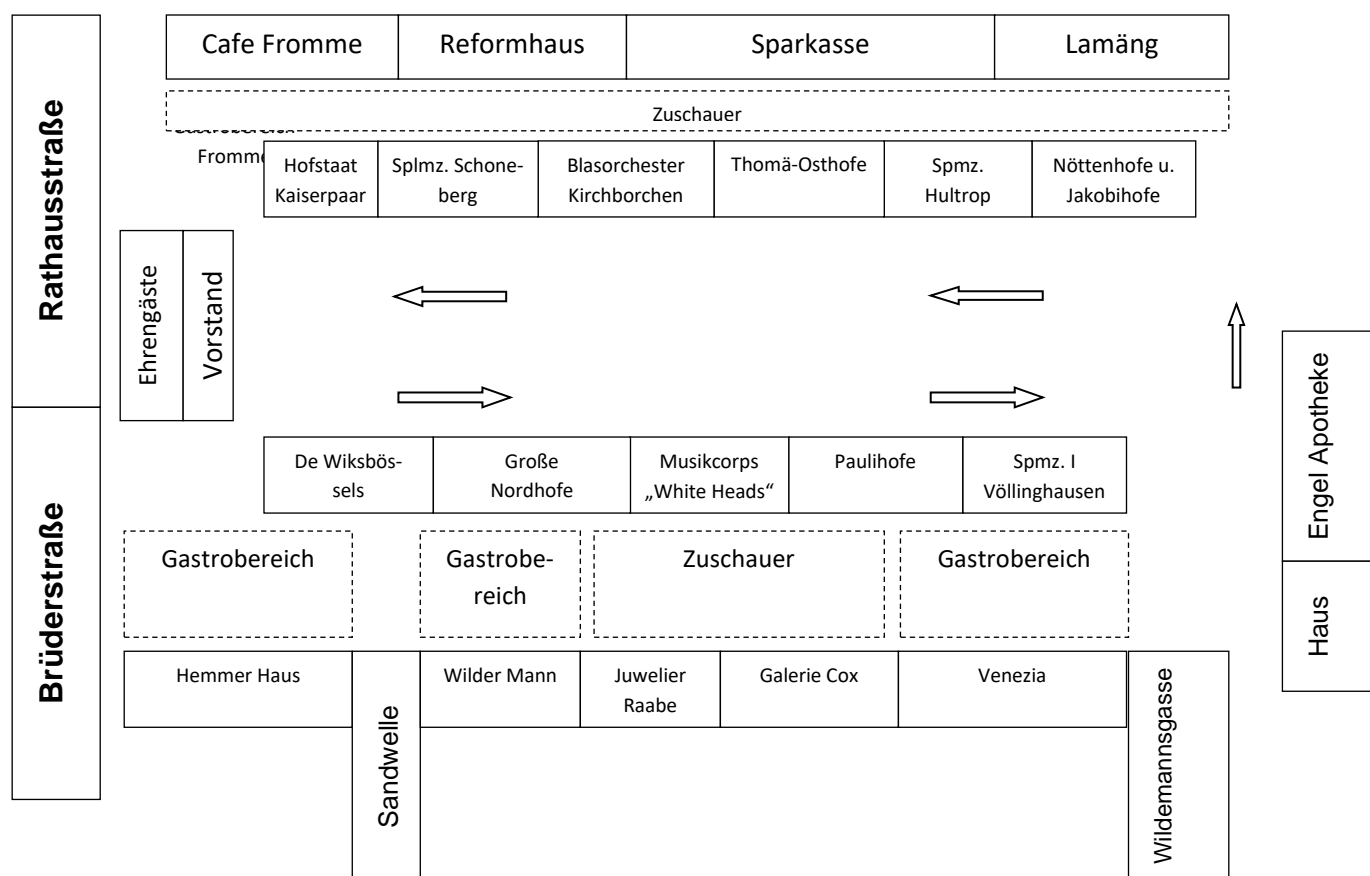 Cafe Fromme
Reformhaus
Sparkasse
Lamäng
Zuschauer
Rathausstraße
Fromme
Hofstaat
Kaiserpaar
Splmz. Schone-
berg
Blasorchester
Kirchborchen
Thomä-Osthofe
Spmz.
Hultrop
Nöttenhofe u.
Jakobihofe
Ehrengäste
Vorstand
De Wiksbös-
sels
Große
Nordhofe
Musikcorps
„White Heads“
Paulihofe
Spmz. I
Völlinghausen
Engel Apotheke
Haus
Brüderstraße
Gastrobereich
Gastrobe-
reich
Zuschauer
Gastrobereich
Hemmer Haus
Sandwelle
Wilder Mann
Juwelier
Raabe
Galerie Cox
Venezia
Wildemannsgasse